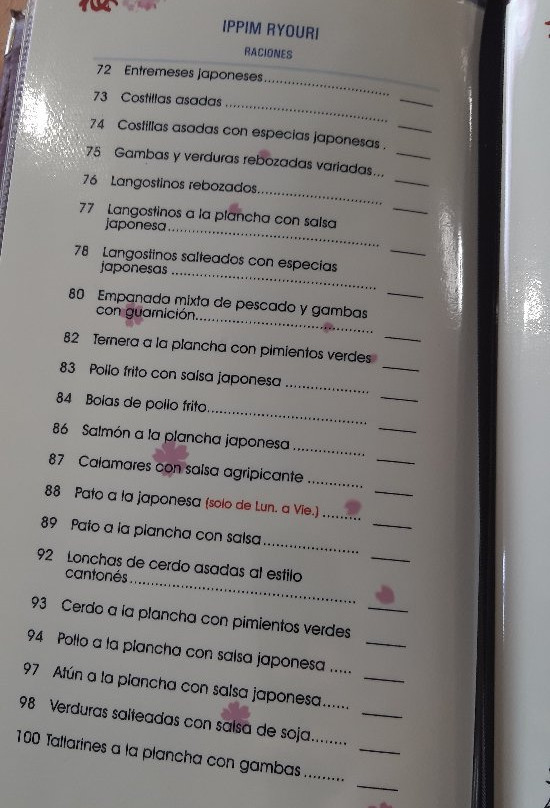 IPPIM RYOURI
RACIONES
72 Entremeses japoneses
73 Costillas asadas
74 Costillas asadas con especias japonesas
75 Gambas y verduras rebozadas variadas
76 Langostinos rebozados
77 Langostinos a la plancha con salsa
japonesa
78 Langostinos salteados con especias
japonesas
80 Empanada mixta de pescado y gambas
con guarnición
82 Ternera a la plancha con pimientos verdes
83 Pollo frito con salsa japonesa
84 Bolas de pollo frito
86 Salmón a la plancha japonesa
87 Calamares con salsa agripicante
88 Pato a la japonesa (solo de Lun. a Vie.)
89 Pato a la plancha con salsa
92 Lonchas de cerdo asadas al estilo
cantonés
93 Cerdo a la plancha con pimientos verdes
94 Pollo a la plancha con salsa japonesa
97 Atún a la plancha con salsa japonesa
98 Verduras salteadas con salsa de soja
100 Tallarines a la plancha con gambas